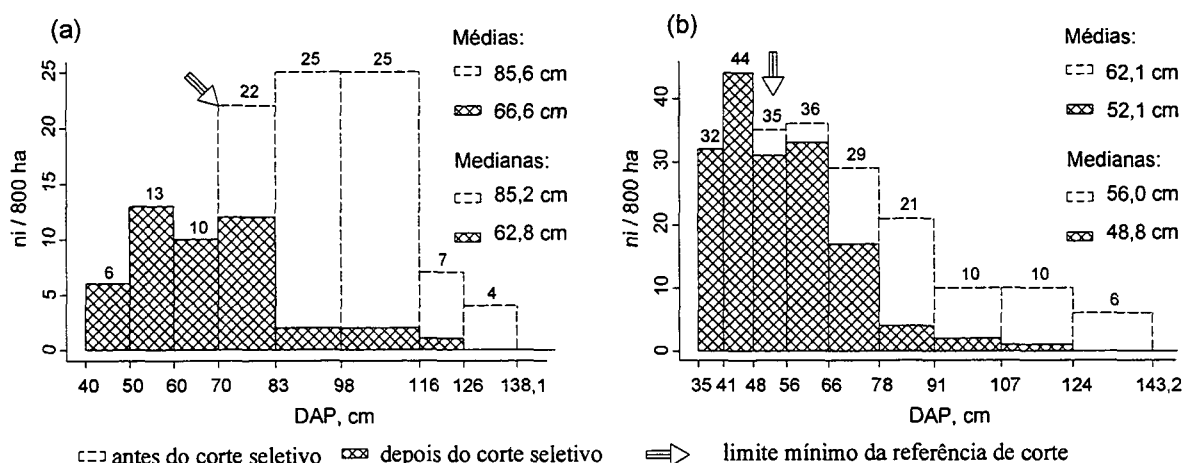 (a)
Médias:
85,6 cm
66,6 cm
Medianas:
85,2 cm
62,8 cm
ni / 800 ha
25
20
15
10
5
0
6
13
10
22
25
25
7
4
40 50 60 70 83 98 116 126 138,1
DAP, cm
(b)
Médias:
62,1 cm
52,1 cm
Medianas:
56,0 cm
48,8 cm
ni / 800 ha
40
30
20
10
0
32
44
35
36
29
21
10
10
6
35 41 48 56 66 78 91 107 124 143,2
DAP, cm
antes do corte seletivo depois do corte seletivo limite mínimo da referência de corte